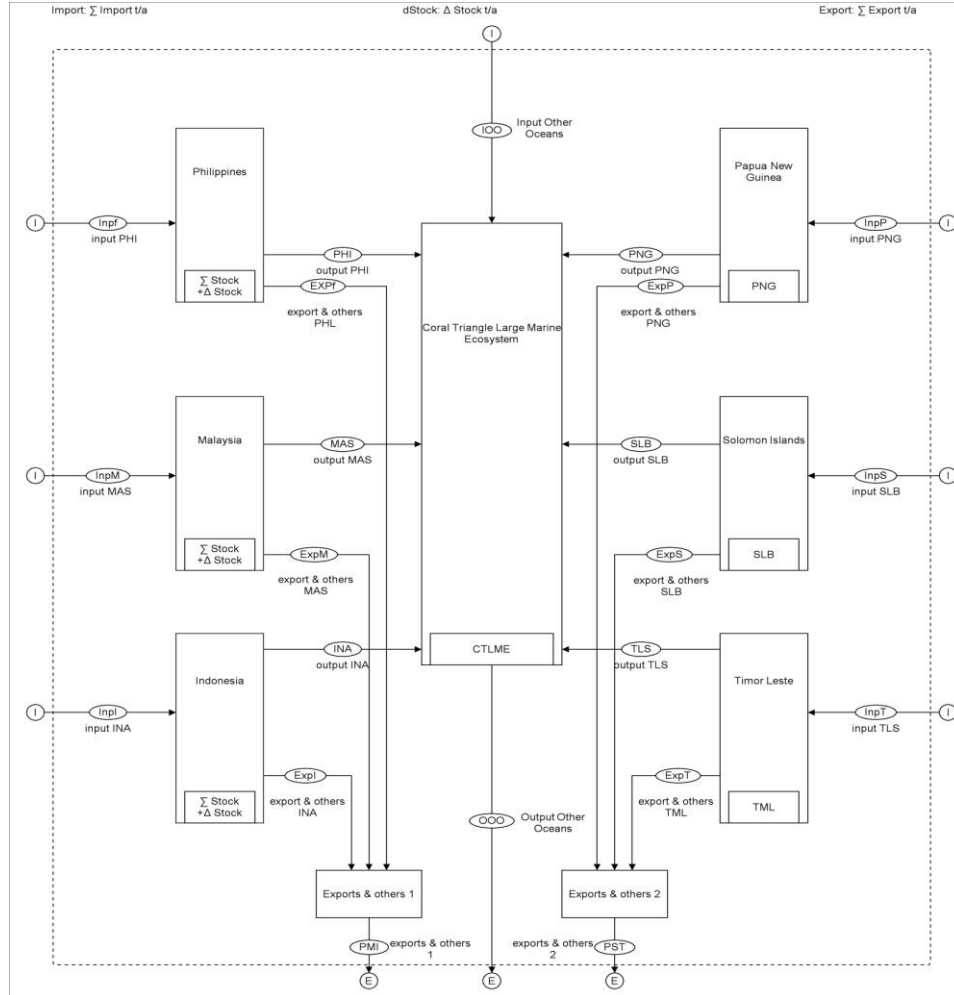 Import: ∑ Import t/a
dStock: Δ Stock t/a
Export: ∑ Export t/a
I
IOO
Input Other
Oceans
Philippines
Papua New
Guinea
I
Inpf
input PHI
InpP
input PNG
I
PHI
output PHI
PNG
output PNG
∑ Stock
+Δ Stock
EXPf
export & others
PHL
ExpP
export & others
PNG
PNG
Coral Triangle Large Marine
Ecosystem
Malaysia
MAS
output MAS
SLB
output SLB
Solomon Islands
I
InpM
input MAS
InpS
input SLB
I
∑ Stock
+Δ Stock
ExpM
export & others
MAS
ExpS
export & others
SLB
SLB
INA
output INA
CTLME
TLS
output TLS
Indonesia
Timor Leste
I
InpI
input INA
InpT
input TLS
I
ExpI
export & others
INA
ExpT
export & others
TML
∑ Stock
+Δ Stock
TML
OOO
Output Other
Oceans
Exports & others 1
Exports & others 2
PMI
exports & others
1
exports & others
2
PST
E
E
E